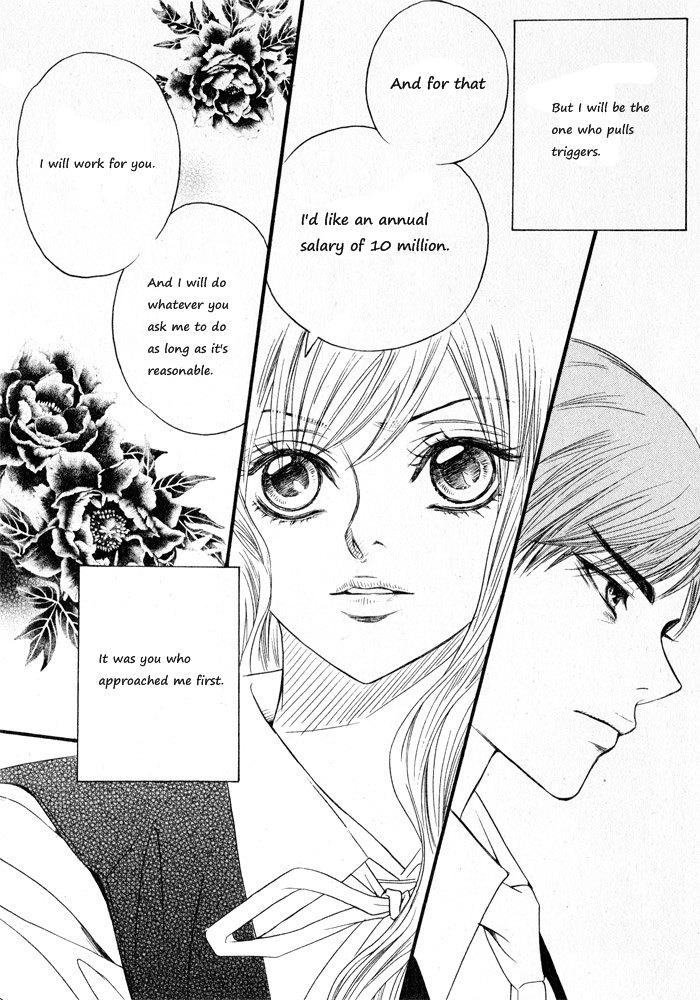 I will work for you.
And I will do
whatever you
ask me to do
as long as it's
reasonable.
And for that
I'd like an annual
salary of 10 million.
It was you who
approached me first.
But I will be the
one who pulls
triggers.